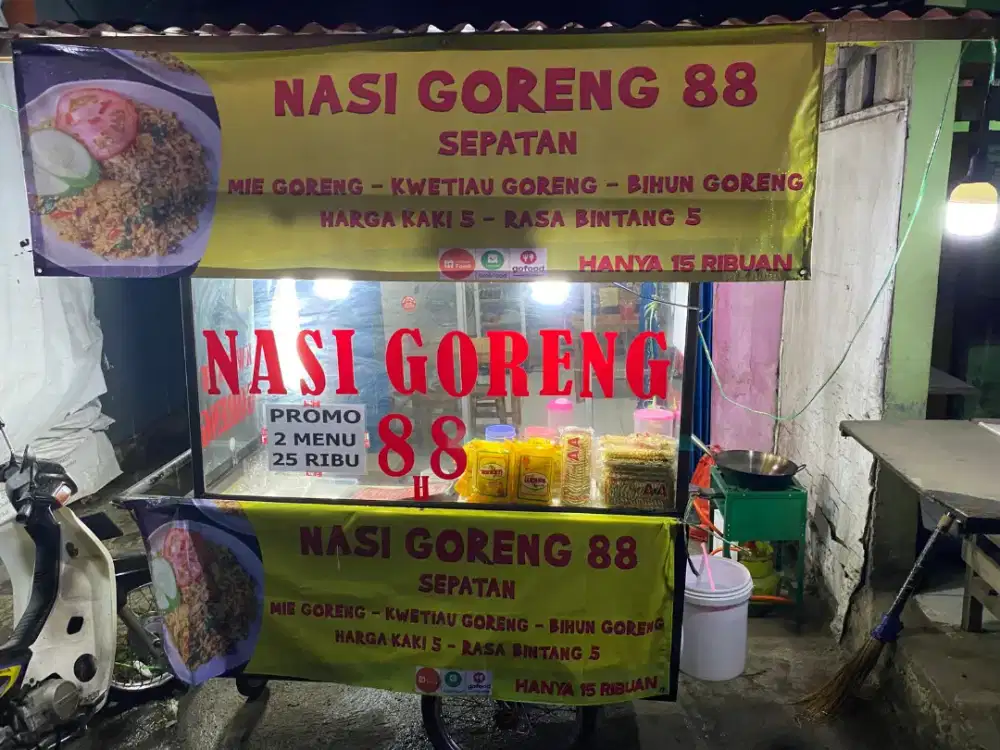 NASI GORENG 88
SEPATAN
MIE GORENG - KWETIAU GORENG - BIHUN GORENG
HARGA KAKI 5 - RASA BINTANG 5
gofood
HANYA 15 RIBUAN
NASI GORENG
88
H
PROMO
2 MENU
25 RIBU
NASI GORENG 88
SEPATAN
MIE GORENG - KWETIAU GORENG - BIHUN GORENG
HARGA KAKI 5 - RASA BINTANG 5
gofood
HANYA 15 RIBUAN